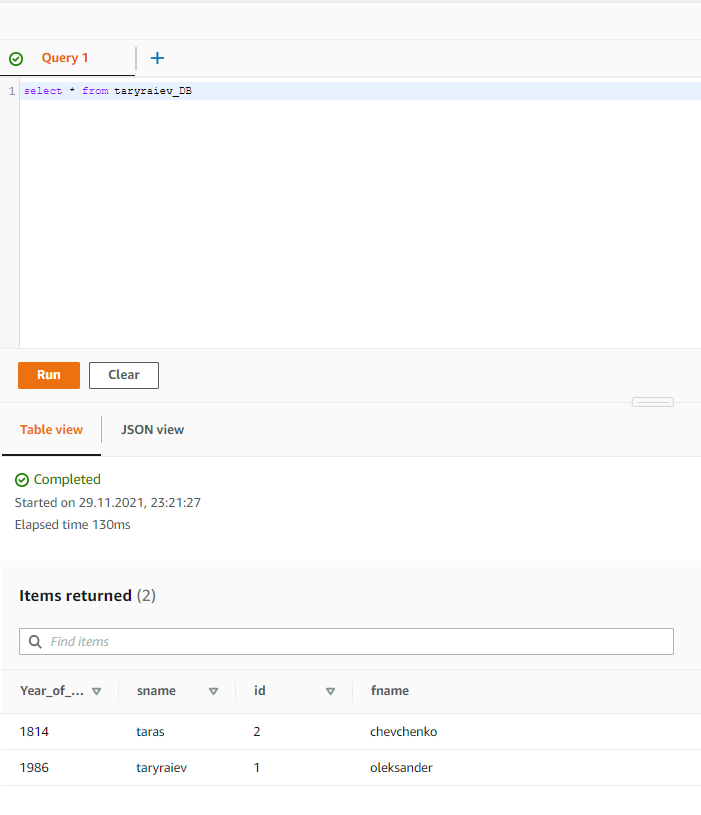 Query 1
1 select * from taryraiev_DB
Run Clear
Table view JSON view
Completed
Started on 29.11.2021, 23:21:27
Elapsed time 130ms
Items returned (2)
Find items
Year_of_... sname id fname
1814 taras 2 chevchenko
1986 taryraiev 1 oleksander